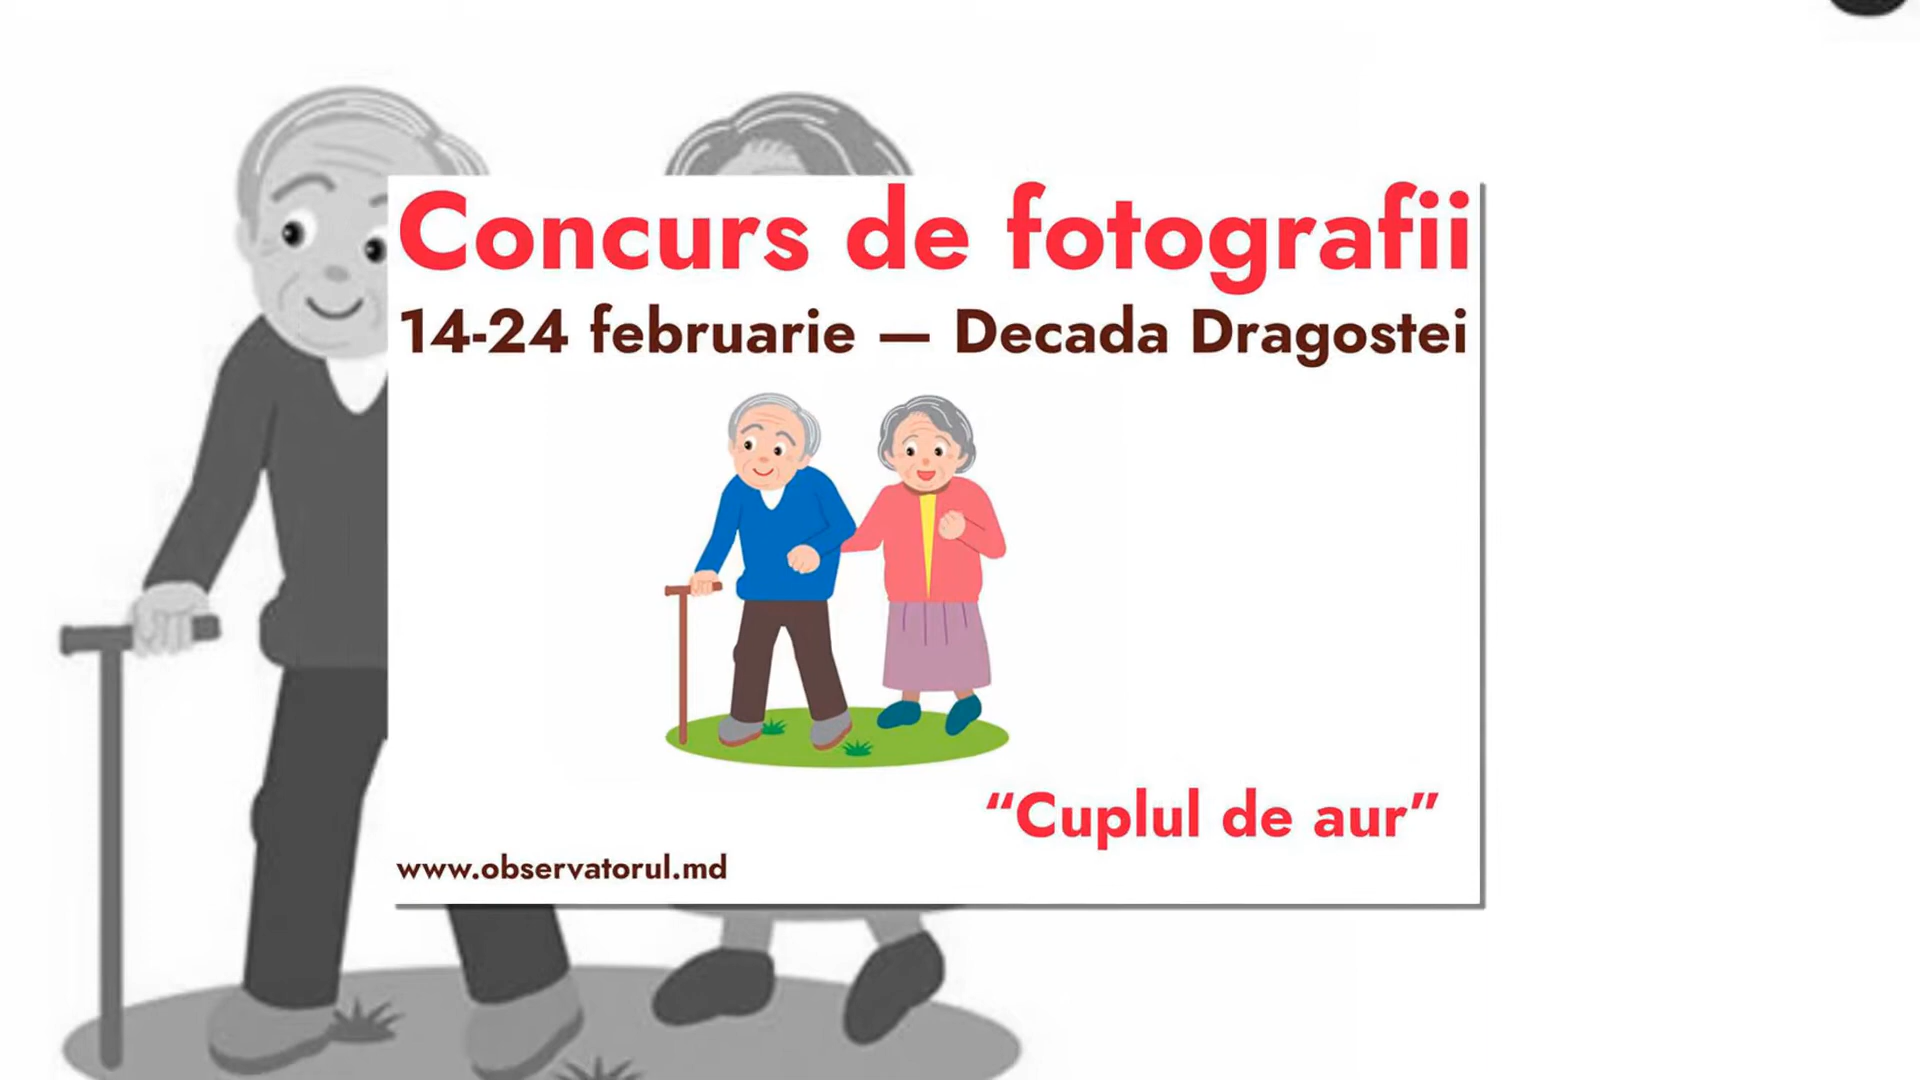 Concurs de fotografii
14-24 februarie — Decada Dragostei
“Cuplul de aur”
www.observatorul.md